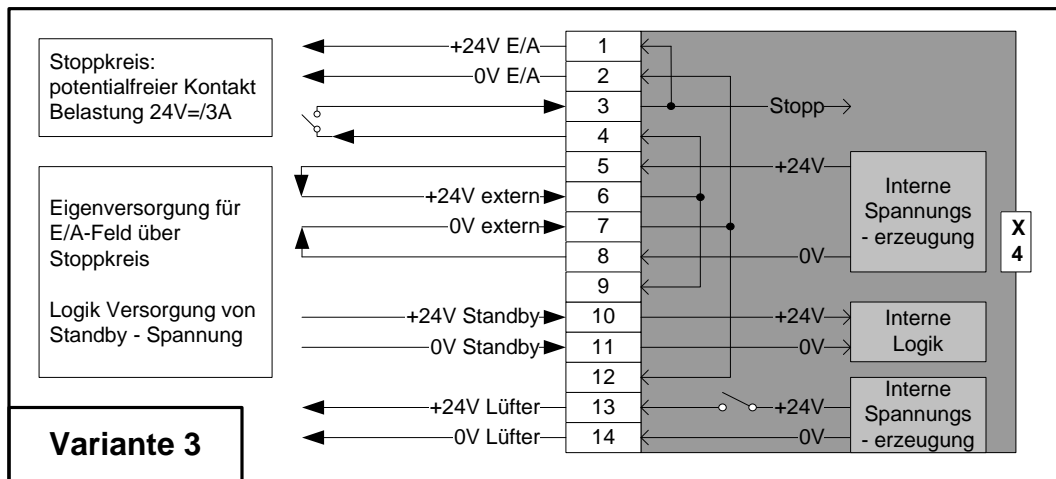 Stoppkreis:
potentialfreier Kontakt
Belastung 24V=/3A
Eigenversorgung für
E/A-Feld über
Stoppkreis
Logik Versorgung von
Standby - Spannung
Variante 3
+24V E/A
0V E/A
+24V extern
0V extern
+24V Standby
0V Standby
+24V Lüfter
0V Lüfter
1
2
3
4
5
6
7
8
9
10
11
12
13
14
Stopp
+24V
0V
Interne
Spannungs
- erzeugung
+24V
0V
Interne
Logik
+24V
0V
Interne
Spannungs
- erzeugung
X
4